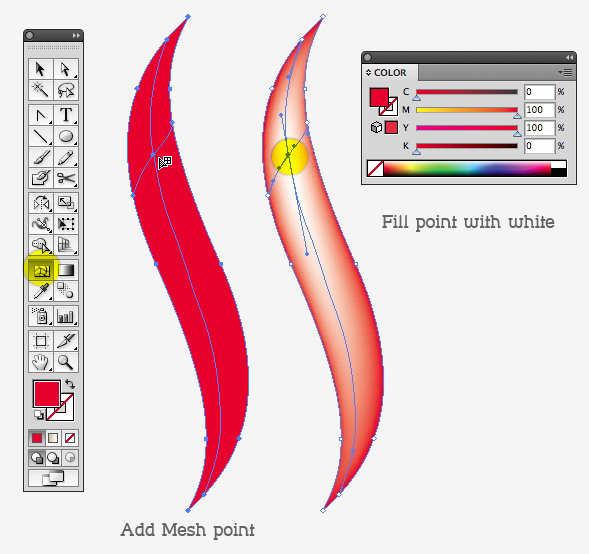 COLOR
C 0 %
M 100 %
Y 100 %
K 0 %
T
Fill point with white
Add Mesh point